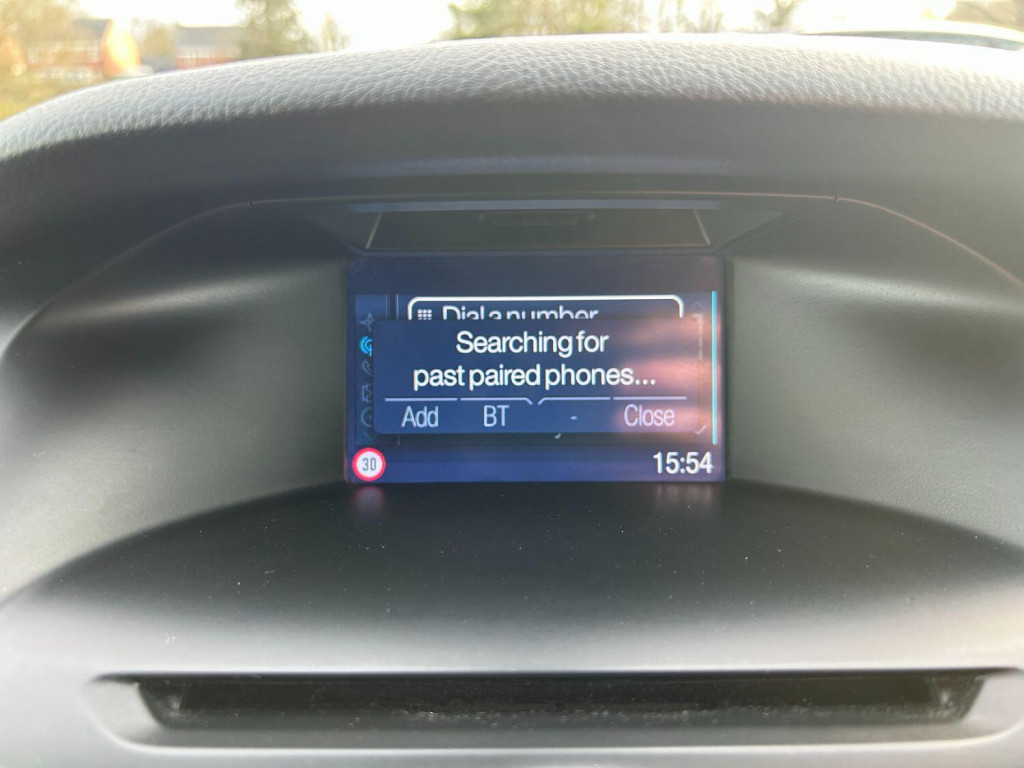 Dial a number
Searching for
past paired phones...
Add BT - Close
30
15:54